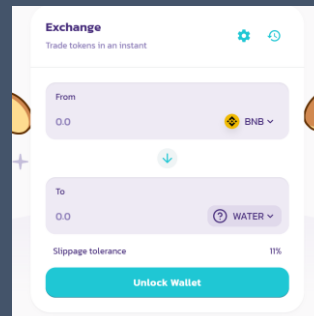 Exchange
Trade tokens in an instant
From
0.0
BNB
To
0.0
WATER
Slippage tolerance
11%
Unlock Wallet